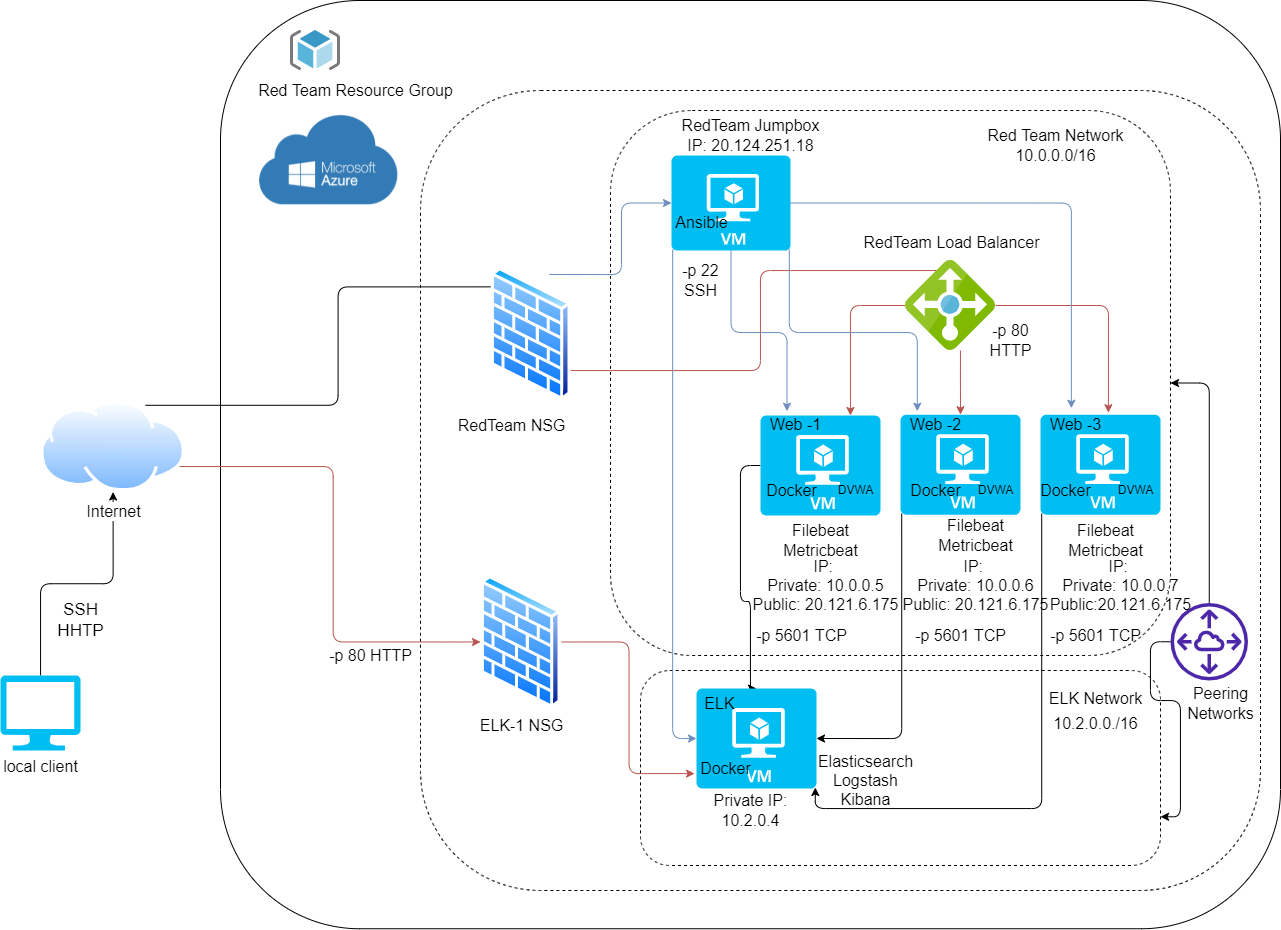 Red Team Resource Group
Microsoft
Azure
RedTeam Jumpbox
IP: 20.124.251.18
Red Team Network
10.0.0.0/16
Ansible
VM
RedTeam Load Balancer
-p 22
SSH
-p 80
HTTP
RedTeam NSG
Internet
SSH
HHTP
local client
-p 80 HTTP
ELK-1 NSG
Web -1
Docker
DVWA
VM
Filebeat
Metricbeat
IP:
Private: 10.0.0.5
Public: 20.121.6.175
-p 5601 TCP
Web -2
Docker
DVWA
VM
Filebeat
Metricbeat
IP:
Private: 10.0.0.6
Public: 20.121.6.175
-p 5601 TCP
Web -3
Docker
DVWA
VM
Filebeat
Metricbeat
IP:
Private: 10.0.0.7
Public:20.121.6.175
-p 5601 TCP
Peering
Networks
ELK Network
10.2.0.0./16
ELK
Docker
VM
Elasticsearch
Logstash
Kibana
Private IP:
10.2.0.4